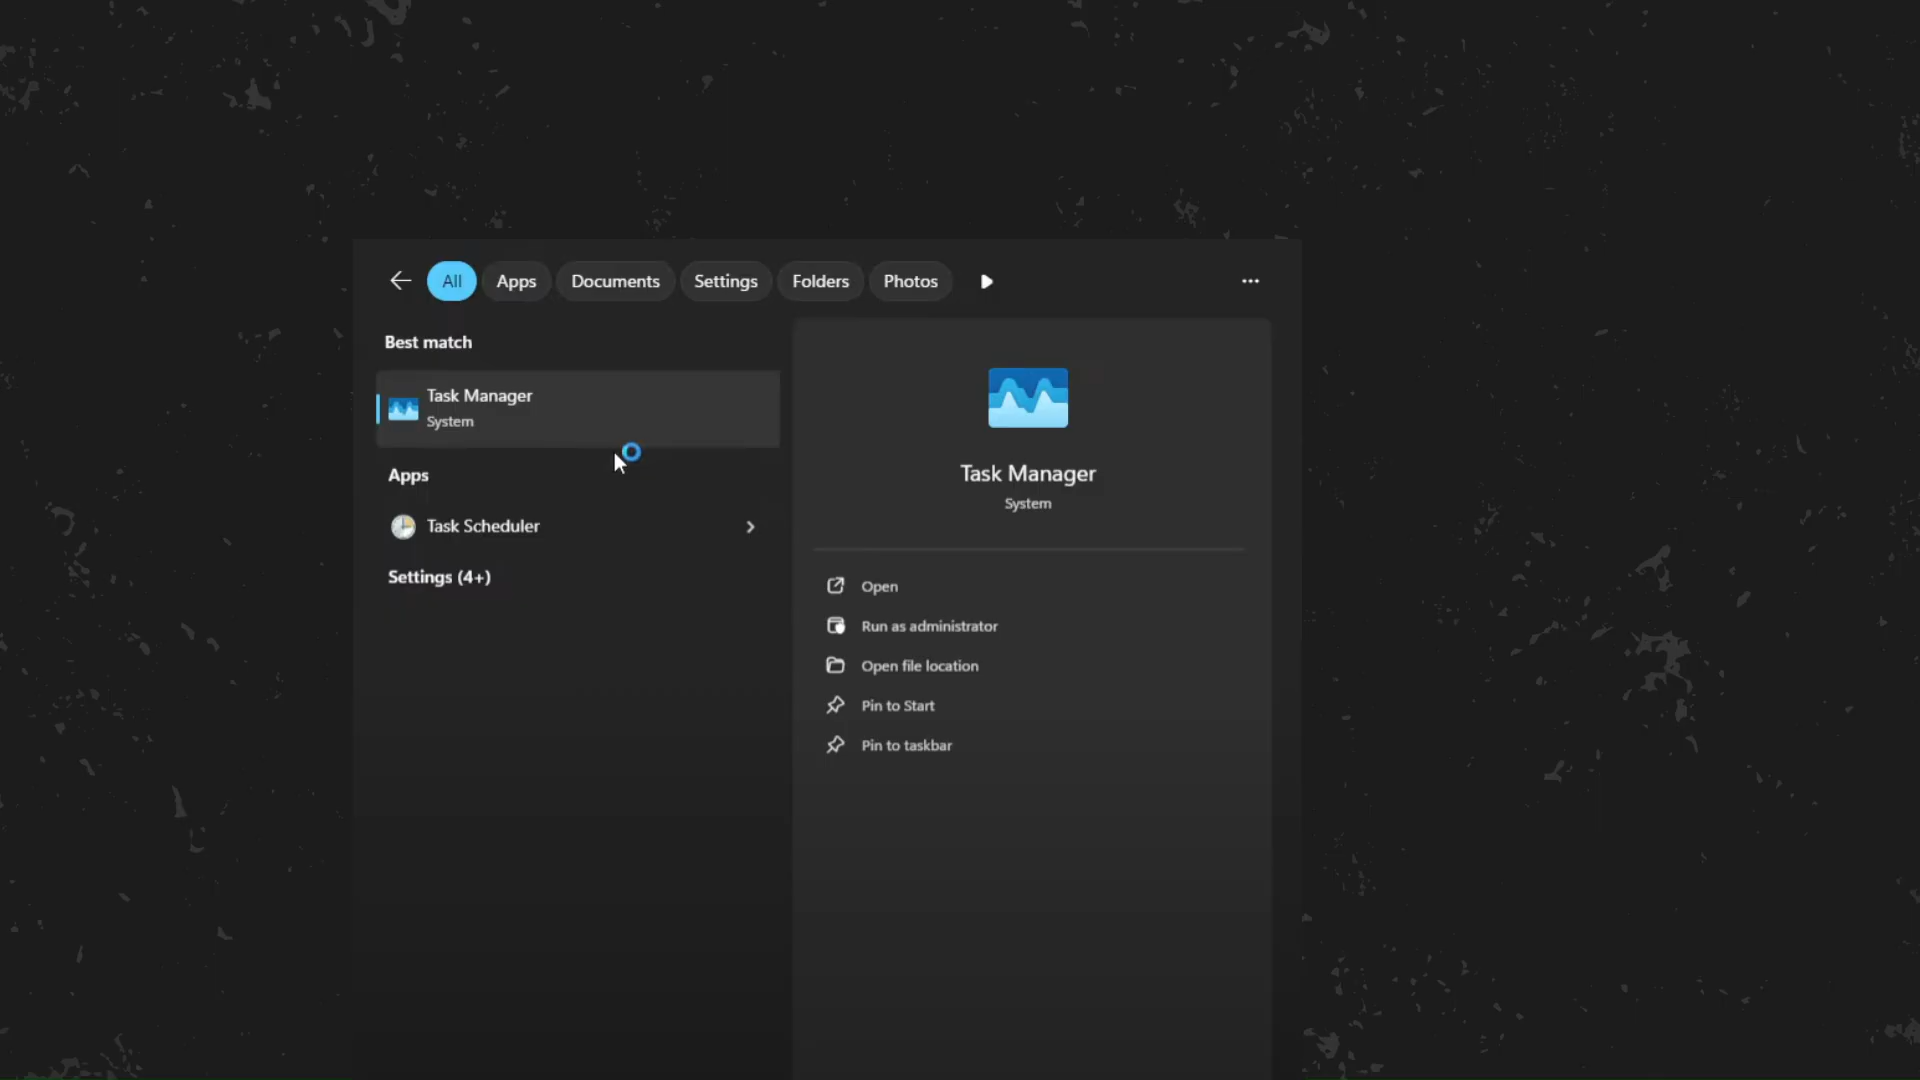 All Apps Documents Settings Folders Photos
Best match
Task Manager
System
Apps
Task Scheduler
Settings (4+)
Task Manager
System
Open
Run as administrator
Open file location
Pin to Start
Pin to taskbar